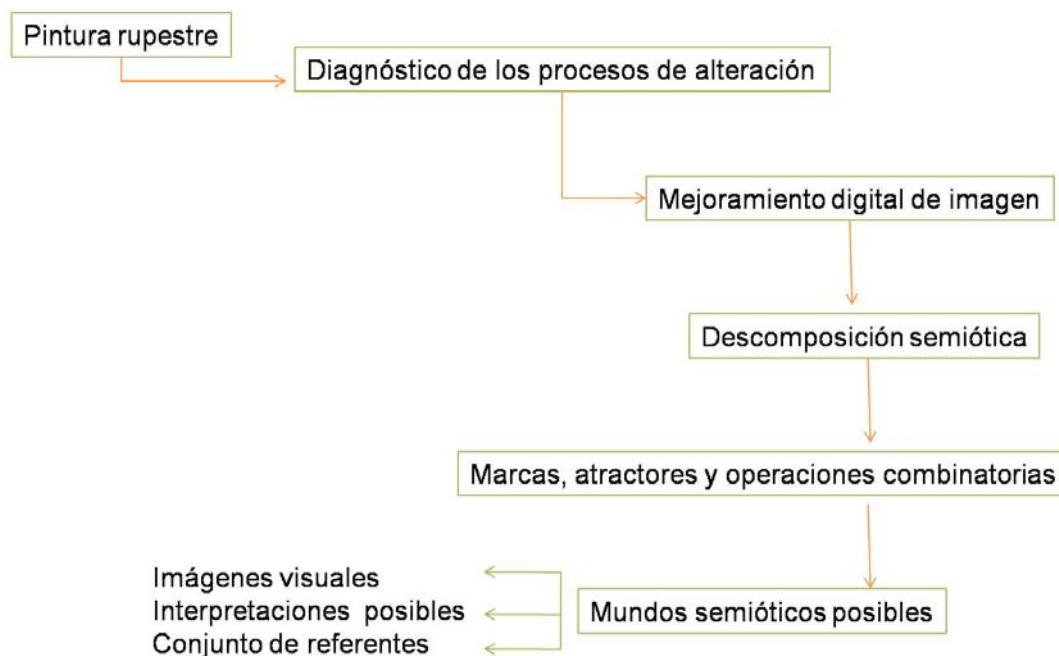 Pintura rupestre
Diagnóstico de los procesos de alteración
Mejoramiento digital de imagen
Descomposición semiótica
Marcas, atractores y operaciones combinatorias
Mundos semióticos posibles
Imágenes visuales
Interpretaciones posibles
Conjunto de referentes